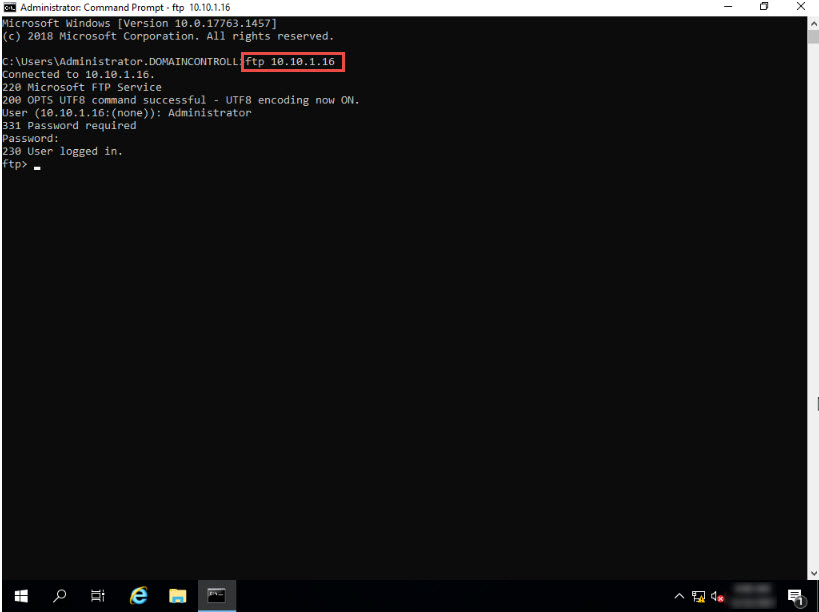 Administrator: Command Prompt - ftp 10.10.1.16
Microsoft Windows [Version 10.0.17763.1457]
(c) 2018 Microsoft Corporation. All rights reserved.
C:\Users\Administrator.DOMAINCONTROLL>ftp 10.10.1.16
Connected to 10.10.1.16.
220 Microsoft FTP Service
200 OPTS UTF8 command successful - UTF8 encoding now ON.
User (10.10.1.16:(none)): Administrator
331 Password required
Password:
230 User logged in.
ftp>
1